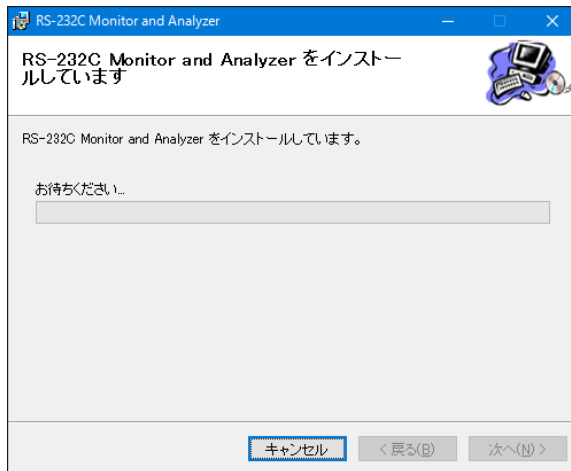 RS-232C Monitor and Analyzer
RS-232C Monitor and Analyzer をインストー
ルしています
RS-232C Monitor and Analyzer をインストールしています。
お待ちください...
キャンセル
< 戻る(B)
次へ(N) >